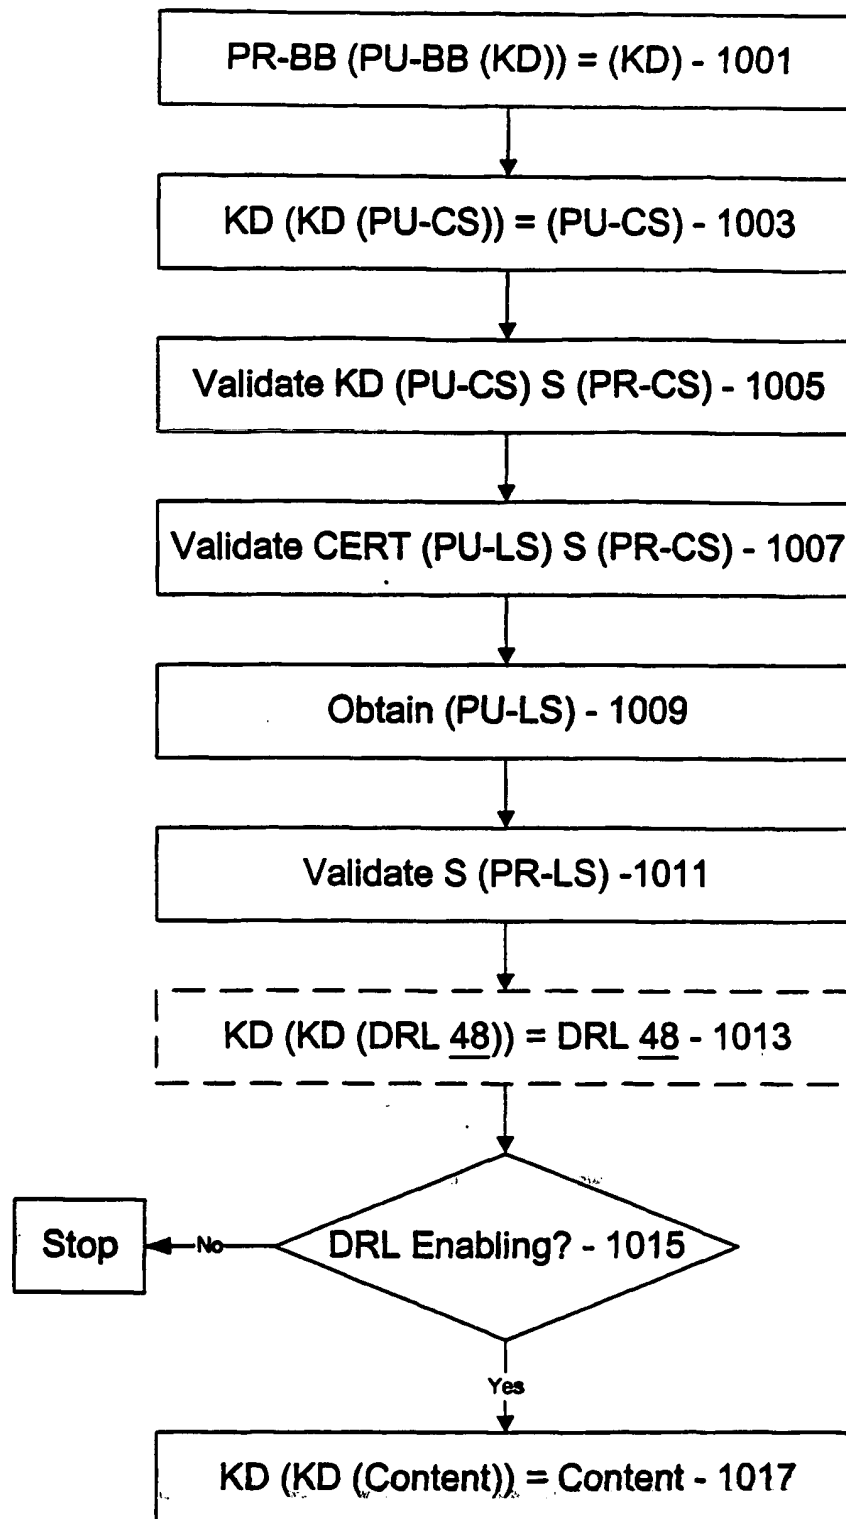 PR-BB (PU-BB (KD)) = (KD) - 1001
KD (KD (PU-CS)) = (PU-CS) - 1003
Validate KD (PU-CS) S (PR-CS) - 1005
Validate CERT (PU-LS) S (PR-CS) - 1007
Obtain (PU-LS) - 1009
Validate S (PR-LS) -1011
KD (KD (DRL 48)) = DRL 48 - 1013
DRL Enabling? - 1015
No
Stop
Yes
KD (KD (Content)) = Content - 1017